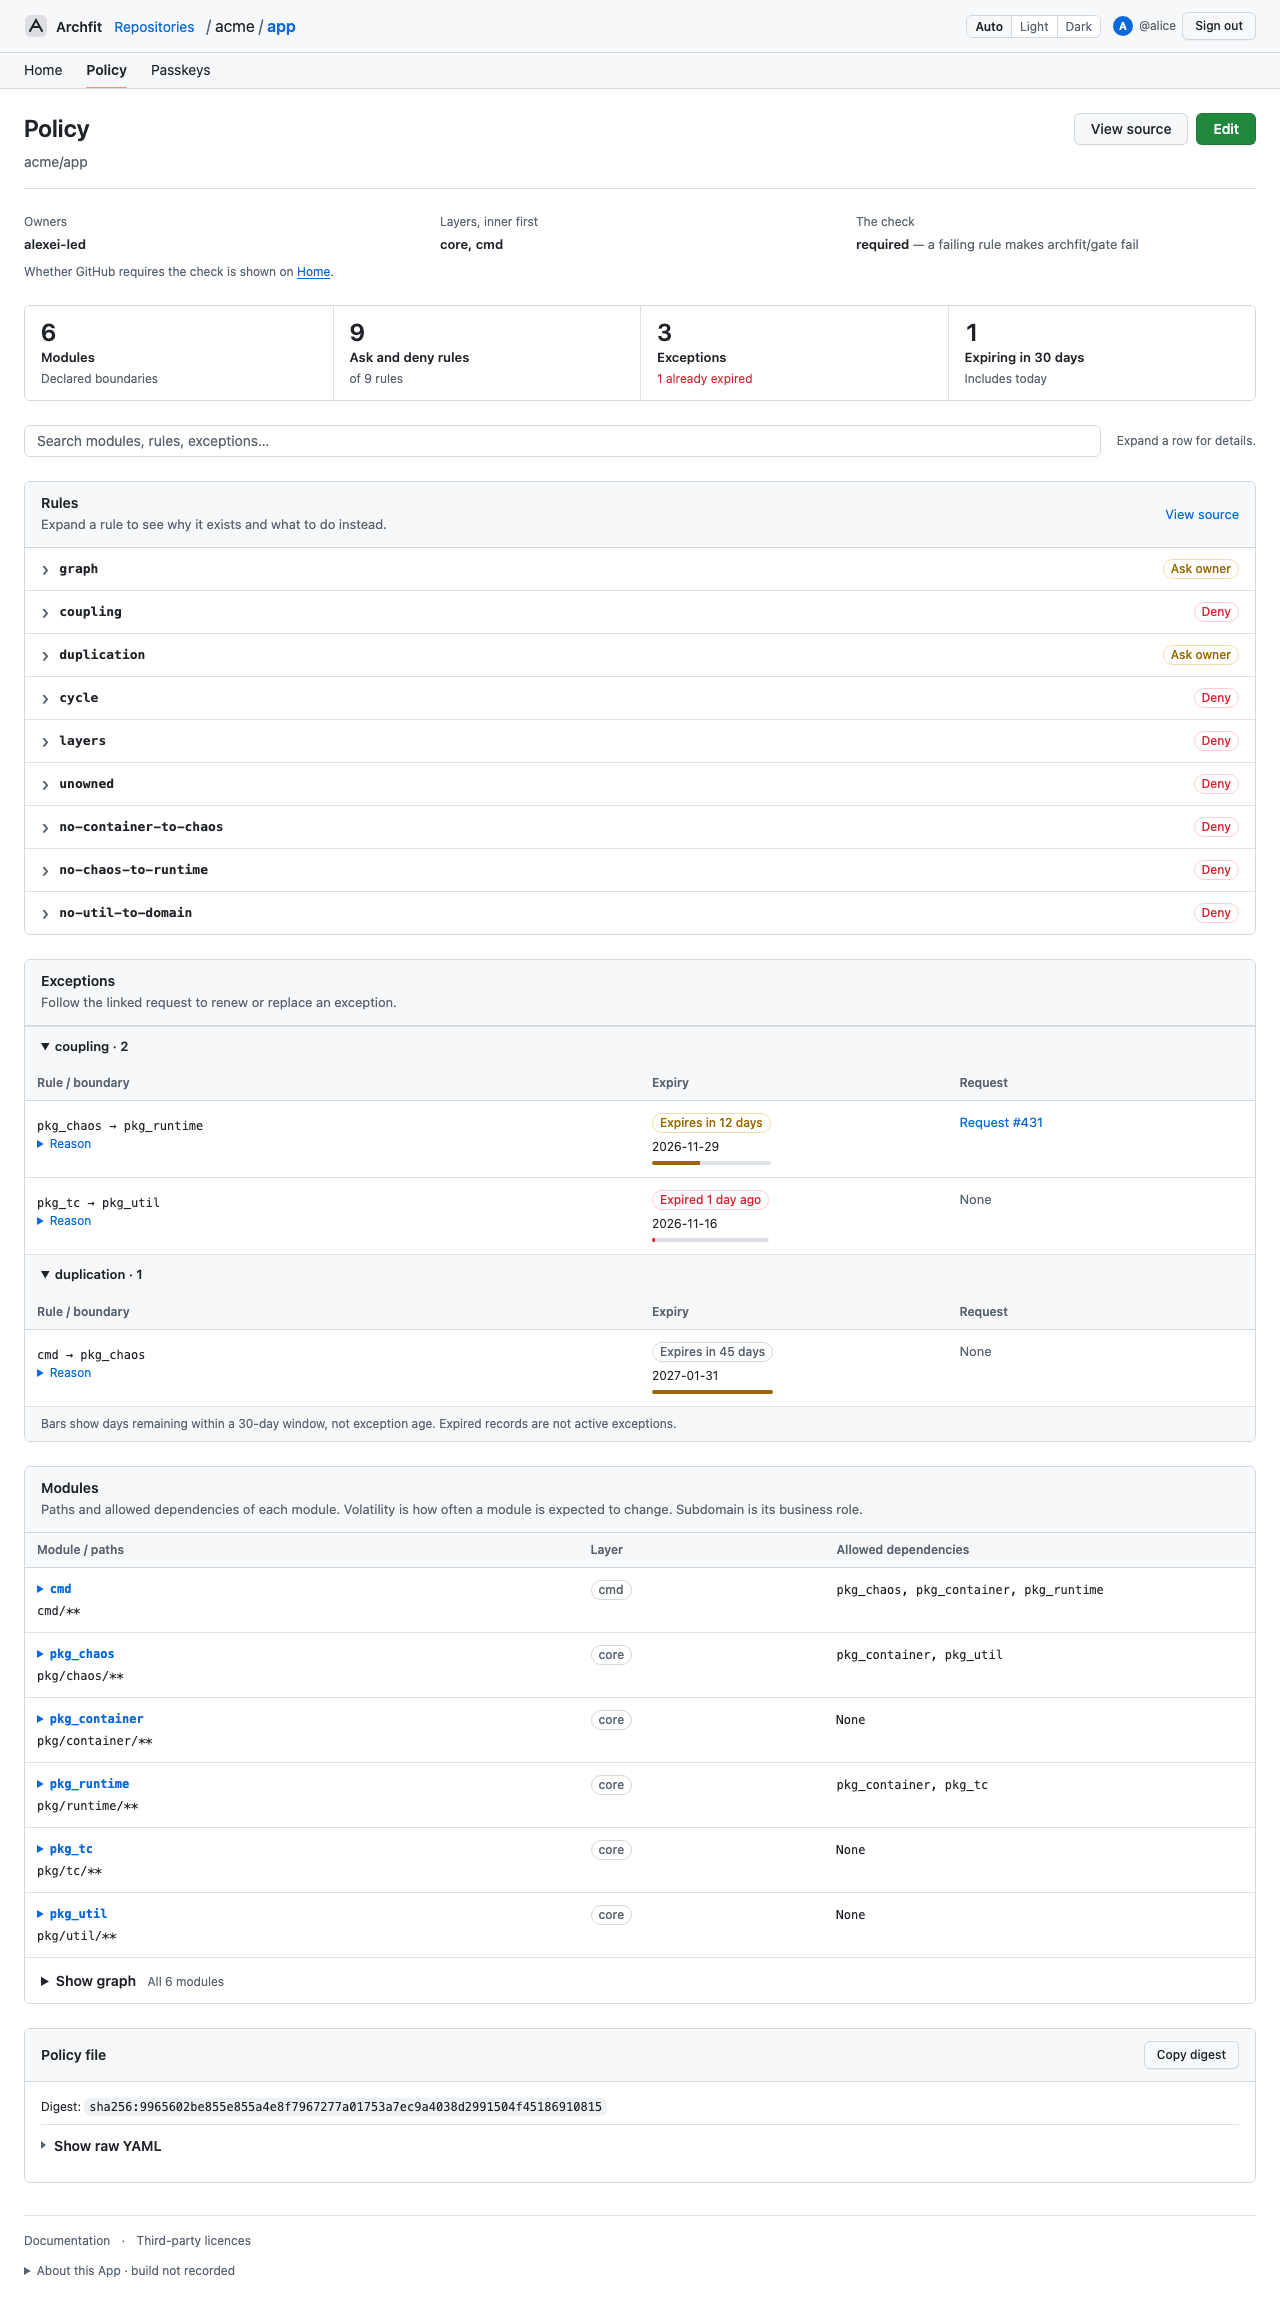 Archfit Repositories / acme / app Auto Light Dark A @alice Sign out
Home Policy Passkeys
Policy View source Edit
acme/app
Owners Layers, inner first The check
alexei-led core, cmd required — a failing rule makes archfit/gate fail
Whether GitHub requires the check is shown on Home.
6 9 3 1
Modules Ask and deny rules Exceptions Expiring in 30 days
Declared boundaries of 9 rules 1 already expired Includes today
Search modules, rules, exceptions... Expand a row for details.
Rules
Expand a rule to see why it exists and what to do instead. View source
graph Ask owner
coupling Deny
duplication Ask owner
cycle Deny
layers Deny
unowned Deny
no-container-to-chaos Deny
no-chaos-to-runtime Deny
no-util-to-domain Deny
Exceptions
Follow the linked request to renew or replace an exception.
▼ coupling · 2
Rule / boundary Expiry Request
pkg_chaos → pkg_runtime Expires in 12 days Request #431
▶ Reason 2026-11-29
pkg_tc → pkg_util Expired 1 day ago None
▶ Reason 2026-11-16
▼ duplication · 1
Rule / boundary Expiry Request
cmd → pkg_chaos Expires in 45 days None
▶ Reason 2027-01-31
Bars show days remaining within a 30-day window, not exception age. Expired records are not active exceptions.
Modules
Paths and allowed dependencies of each module. Volatility is how often a module is expected to change. Subdomain is its business role.
Module / paths Layer Allowed dependencies
▶ cmd cmd pkg_chaos, pkg_container, pkg_runtime
cmd/**
▶ pkg_chaos core pkg_container, pkg_util
pkg/chaos/**
▶ pkg_container core None
pkg/container/**
▶ pkg_runtime core pkg_container, pkg_tc
pkg/runtime/**
▶ pkg_tc core None
pkg/tc/**
▶ pkg_util core None
pkg/util/**
▶ Show graph All 6 modules
Policy file Copy digest
Digest: sha256:9965602be855e855a4e8f7967277a01753a7ec9a4038d2991504f45186910815
▶ Show raw YAML
Documentation · Third-party licences
▶ About this App · build not recorded